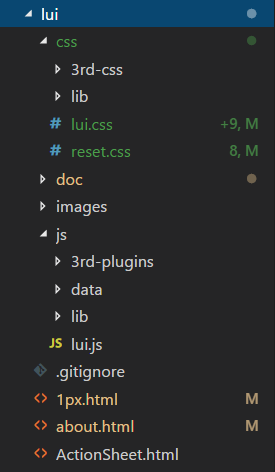 lui
css
3rd-css
lib
# lui.css +9, M
# reset.css 8, M
doc
images
js
3rd-plugins
data
lib
JS lui.js
.gitignore
<> 1px.html M
<> about.html M
<> ActionSheet.html